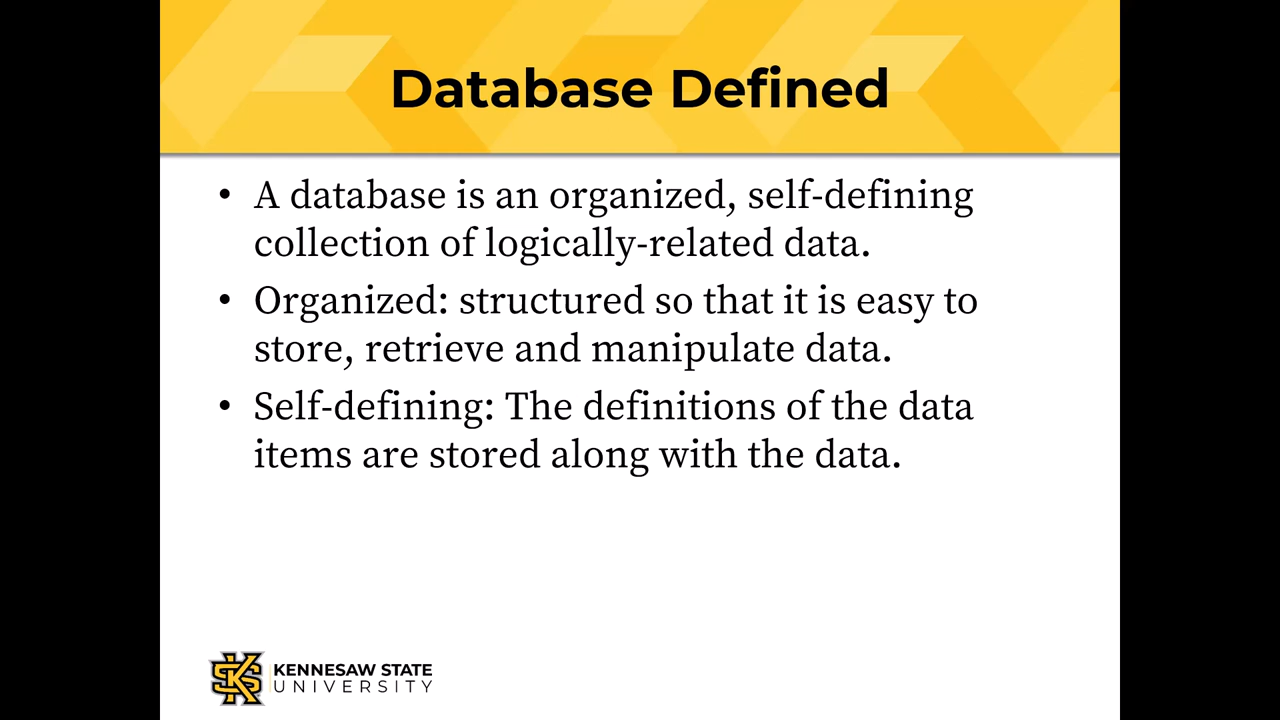 Database Defined
• A database is an organized, self-defining
collection of logically-related data.
• Organized: structured so that it is easy to
store, retrieve and manipulate data.
• Self-defining: The definitions of the data
items are stored along with the data.
KENNESAW STATE
UNIVERSITY